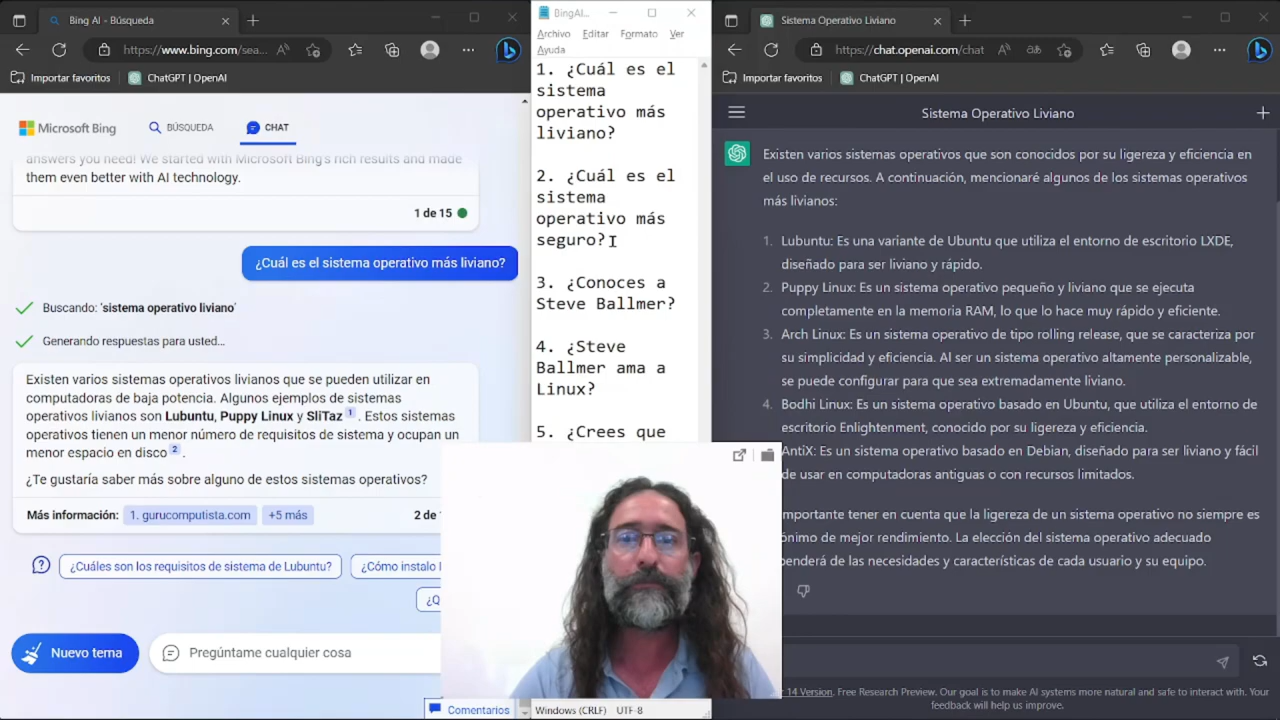 Bing AI - Búsqueda
https://www.bing.com/sea...
Importar favoritos
ChatGPT | OpenAI
Microsoft Bing
BÚSQUEDA
CHAT
answers you need! We started with Microsoft Bing's rich results and made
them even better with AI technology.
1 de 15
¿Cuál es el sistema operativo más liviano?
Buscando: 'sistema operativo liviano'
Generando respuestas para usted...
Existen varios sistemas operativos livianos que se pueden utilizar en
computadoras de baja potencia. Algunos ejemplos de sistemas
operativos livianos son Lubuntu, Puppy Linux y SliTaz 1 . Estos sistemas
operativos tienen un menor número de requisitos de sistema y ocupan un
menor espacio en disco 2 .
¿Te gustaría saber más sobre alguno de estos sistemas operativos?
Más información: 1. gurucomputista.com +5 más
2 de
¿Cuáles son los requisitos de sistema de Lubuntu?
¿Cómo instalo
¿Q
Nuevo tema
Pregúntame cualquier cosa
Comentarios
BingAI...
Archivo Editar Formato Ver
Ayuda
1. ¿Cuál es el
sistema
operativo más
liviano?
2. ¿Cuál es el
sistema
operativo más
seguro?
3. ¿Conoces a
Steve Ballmer?
4. ¿Steve
Ballmer ama a
Linux?
5. ¿Crees que
Windows (CRLF) UTF-8
Sistema Operativo Liviano
https://chat.openai.com/chat
Importar favoritos
ChatGPT | OpenAI
Sistema Operativo Liviano
Existen varios sistemas operativos que son conocidos por su ligereza y eficiencia en
el uso de recursos. A continuación, mencionaré algunos de los sistemas operativos
más livianos:
1. Lubuntu: Es una variante de Ubuntu que utiliza el entorno de escritorio LXDE,
diseñado para ser liviano y rápido.
2. Puppy Linux: Es un sistema operativo pequeño y liviano que se ejecuta
completamente en la memoria RAM, lo que lo hace muy rápido y eficiente.
3. Arch Linux: Es un sistema operativo de tipo rolling release, que se caracteriza por
su simplicidad y eficiencia. Al ser un sistema operativo altamente personalizable,
se puede configurar para que sea extremadamente liviano.
4. Bodhi Linux: Es un sistema operativo basado en Ubuntu, que utiliza el entorno de
escritorio Enlightenment, conocido por su ligereza y eficiencia.
AntiX: Es un sistema operativo basado en Debian, diseñado para ser liviano y fácil
de usar en computadoras antiguas o con recursos limitados.
importante tener en cuenta que la ligereza de un sistema operativo no siempre es
ónimo de mejor rendimiento. La elección del sistema operativo adecuado
penderá de las necesidades y características de cada usuario y su equipo.
14 Version. Free Research Preview. Our goal is to make AI systems more natural and safe to interact with. Your
feedback will help us improve.